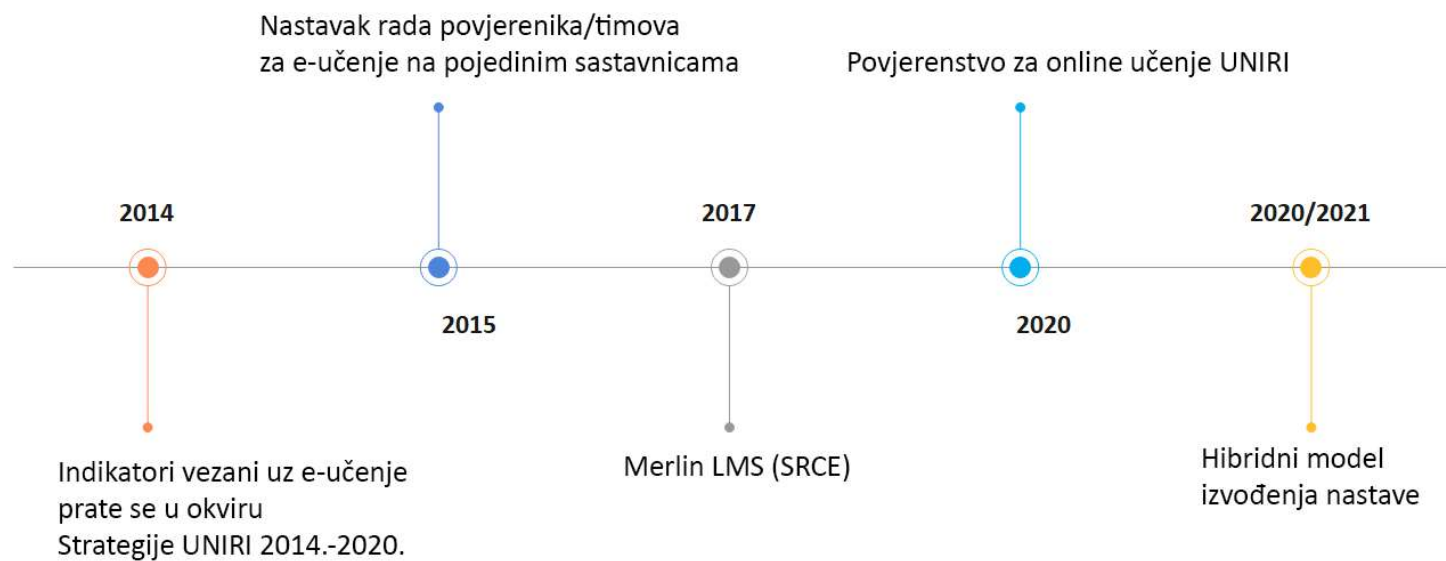 Nastavak rada povjerenika/timova
za e-učenje na pojedinim sastavnicama
Povjerenstvo za online učenje UNIRI
2014
2017
2020/2021
2015
2020
Indikatori vezani uz e-učenje
prate se u okviru
Strategije UNIRI 2014.-2020.
Merlin LMS (SRCE)
Hibridni model
izvođenja nastave